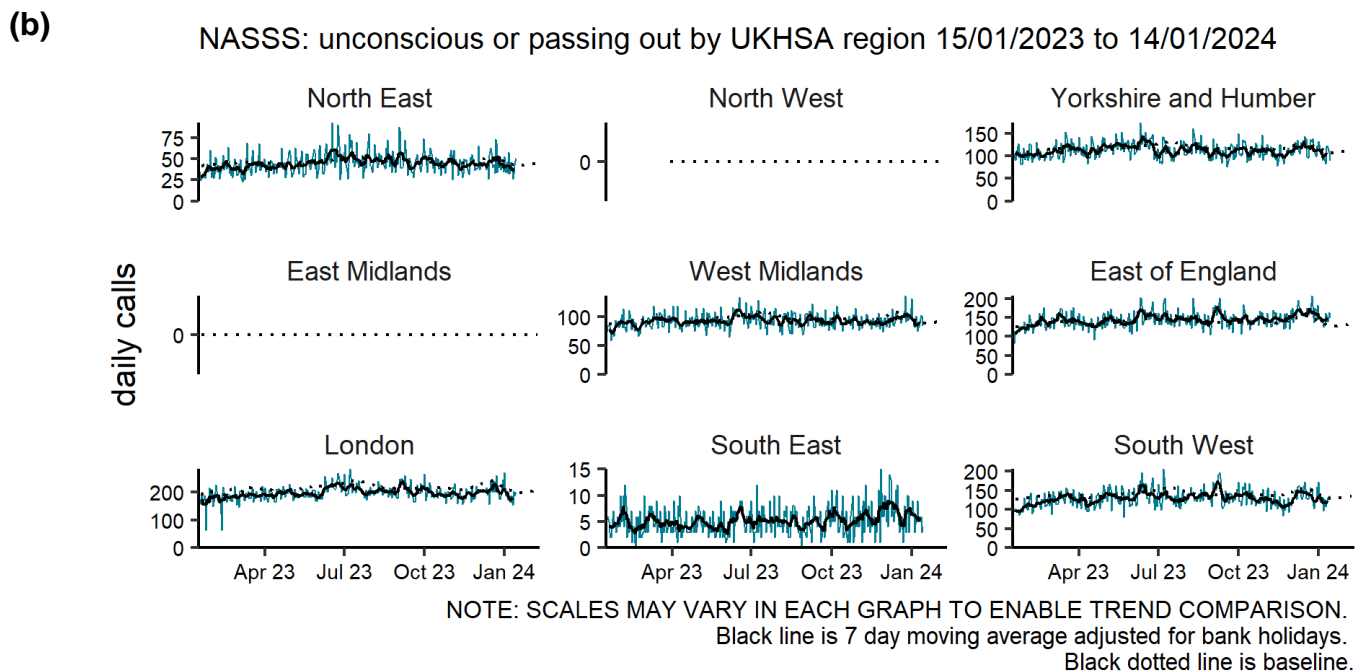 (b)
NASSS: unconscious or passing out by UKHSA region 15/01/2023 to 14/01/2024
daily calls
North East
75
50
25
0
North West
0
Yorkshire and Humber
150
100
50
0
East Midlands
0
West Midlands
100
50
0
East of England
200
150
100
50
0
London
200
100
0
Apr 23 Jul 23 Oct 23 Jan 24
South East
15
10
5
0
Apr 23 Jul 23 Oct 23 Jan 24
South West
200
150
100
50
0
Apr 23 Jul 23 Oct 23 Jan 24
NOTE: SCALES MAY VARY IN EACH GRAPH TO ENABLE TREND COMPARISON.
Black line is 7 day moving average adjusted for bank holidays.
Black dotted line is baseline.